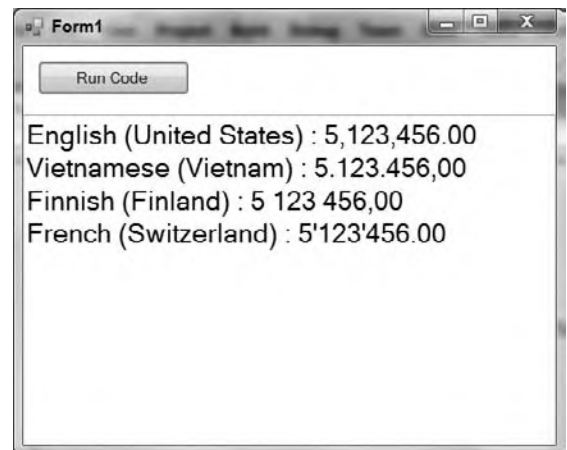 Form1
Run Code
English (United States) : 5,123,456.00
Vietnamese (Vietnam) : 5.123.456,00
Finnish (Finland) : 5 123 456,00
French (Switzerland) : 5'123'456.00